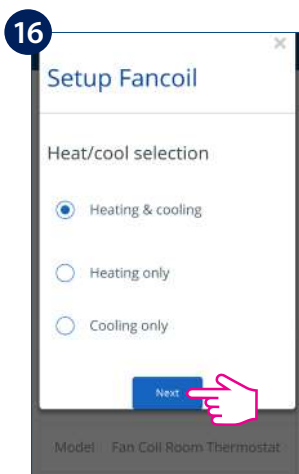 16
×
Setup Fancoil
Heat/cool selection
Heating & cooling
Heating only
Cooling only
Next
Model Fan Coil Room Thermostat